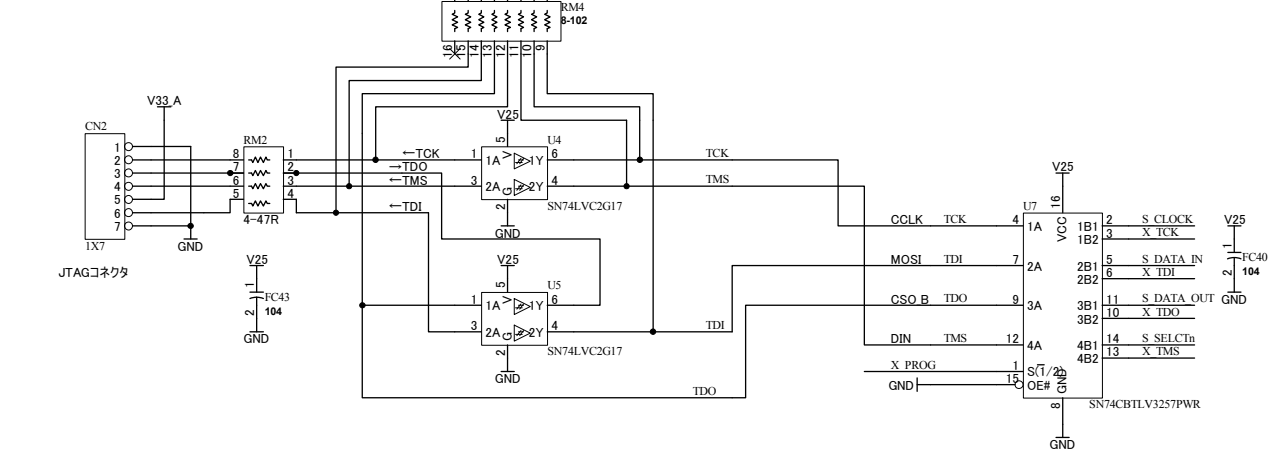 RM4
8-102
16 15 14 13 12 11 10 9
V33_A
CN2
1
2
3
4
5
6
7
1X7
GND
JTAGコネクタ
RM2
8 1
7 2
6 3
5 4
4-47R
←TCK
→TDO
←TMS
←TDI
V25
5
U4
1 1A V 1Y 6
3 2A G 2Y 4
2
SN74LVC2G17
GND
TCK
TMS
V25
1
FC43
104
2
GND
V25
5
U5
1 1A V 1Y 6
3 2A G 2Y 4
2
SN74LVC2G17
GND
TDI
TDO
V25
16
U7
VCC
CCLK TCK 4 1A
MOSI TDI 7 2A
CSO_B TDO 9 3A
DIN TMS 12 4A
X_PROG 1 S(1/2)
GND 15 OE#
GND
1B1 2 S_CLOCK
1B2 3 X_TCK
2B1 5 S_DATA_IN
2B2 6 X_TDI
3B1 11 S_DATA_OUT
3B2 10 X_TDO
4B1 14 S_SELCTn
4B2 13 X_TMS
SN74CBTLV3257PWR
8
GND
V25
1
FC40
104
2
GND